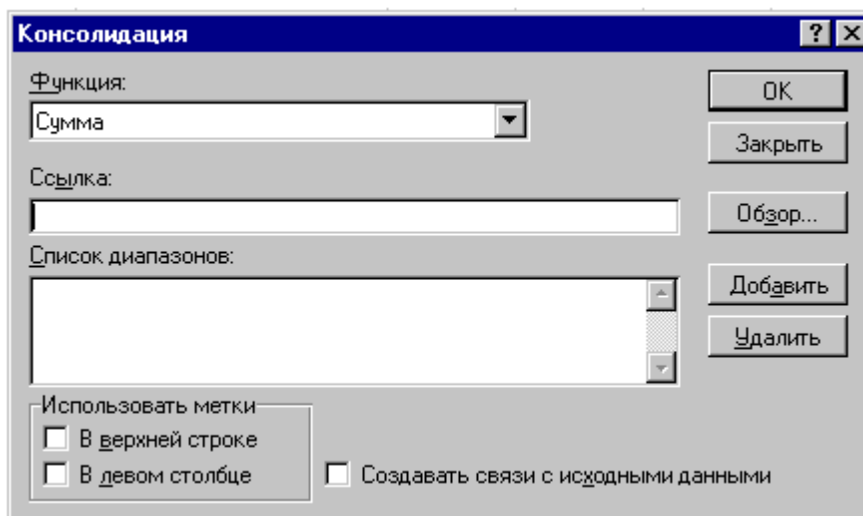 Консолидация
Функция:
Сумма
Ссылка:
Список диапазонов:
Использовать метки
В верхней строке
В левом столбце
Создавать связи с исходными данными
OK
Закрыть
Обзор...
Добавить
Удалить